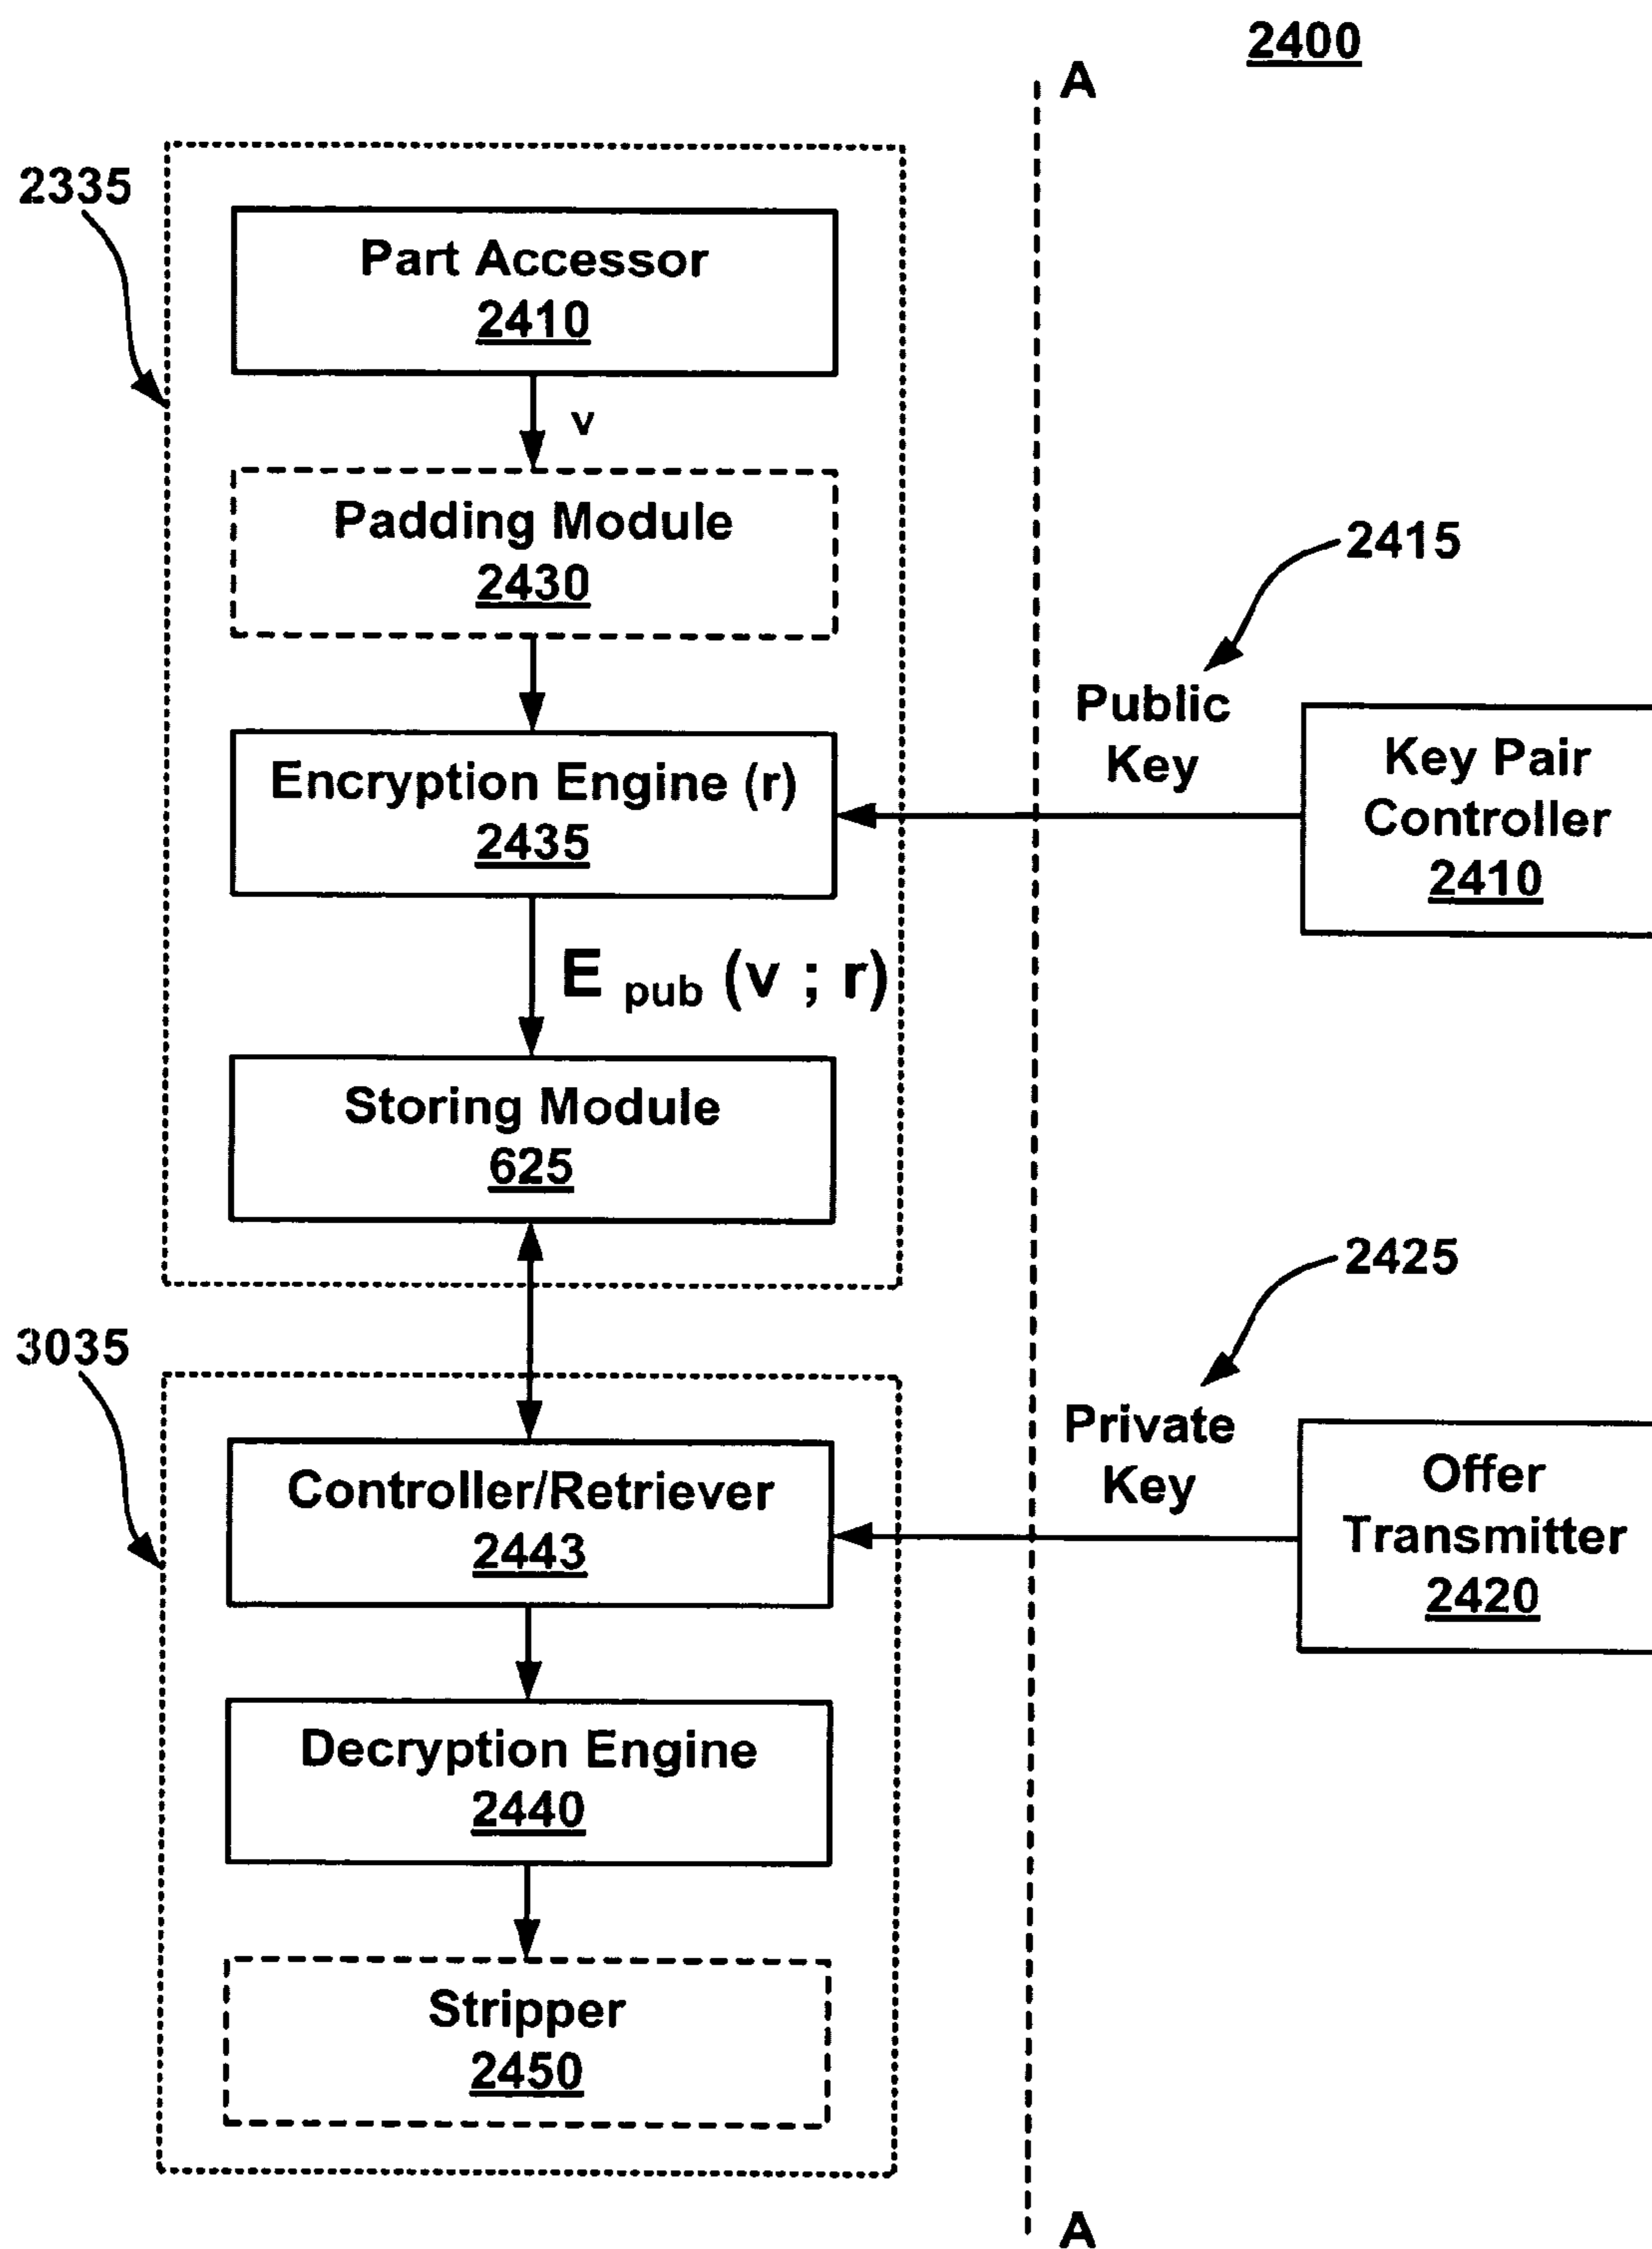 2400
A
2335
Part Accessor
2410
v
Padding Module
2430
2415
Public
Key
Encryption Engine (r)
2435
Key Pair
Controller
2410
E pub (v ; r)
Storing Module
625
2425
3035
Private
Key
Controller/Retriever
2443
Offer
Transmitter
2420
Decryption Engine
2440
Stripper
2450
A